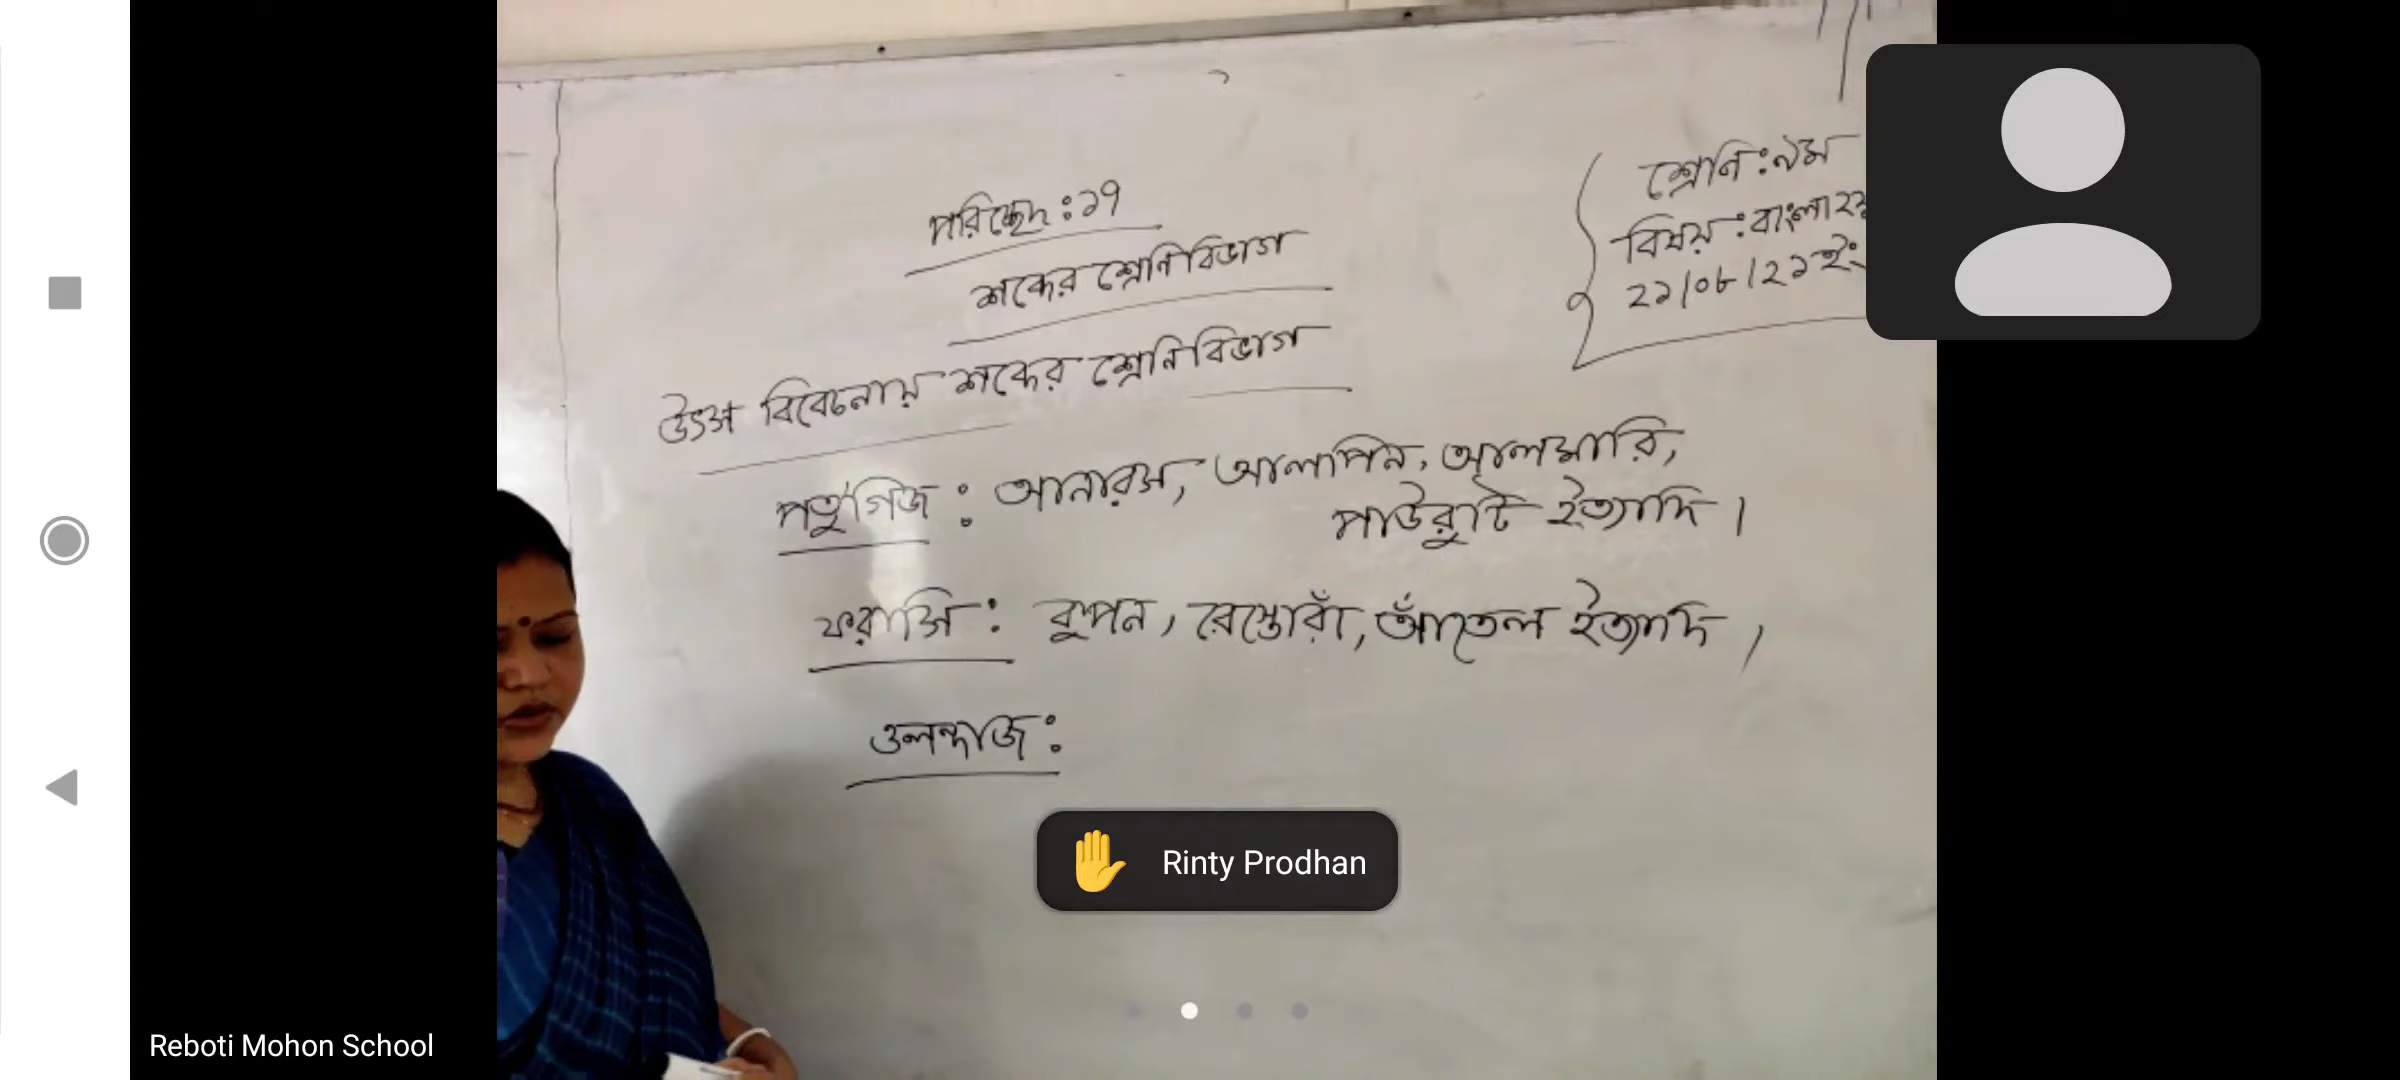 পরিচ্ছেদ : ১৭
শব্দের শ্রেণিবিভাগ
উৎস বিবেচনায় শব্দের শ্রেণিবিভাগ
পর্তুগিজ : আনারস, আলপিন, আলমারি,
পাউরুটি ইত্যাদি।
ফরাসি : কুপন, রেস্তোরাঁ, আঁতেল ইত্যাদি।
ওলন্দাজ :
শ্রেণি : ৯ম
বিষয় : বাংলা
২১/০৮/২১ ইং
Rinty Prodhan
Reboti Mohon School